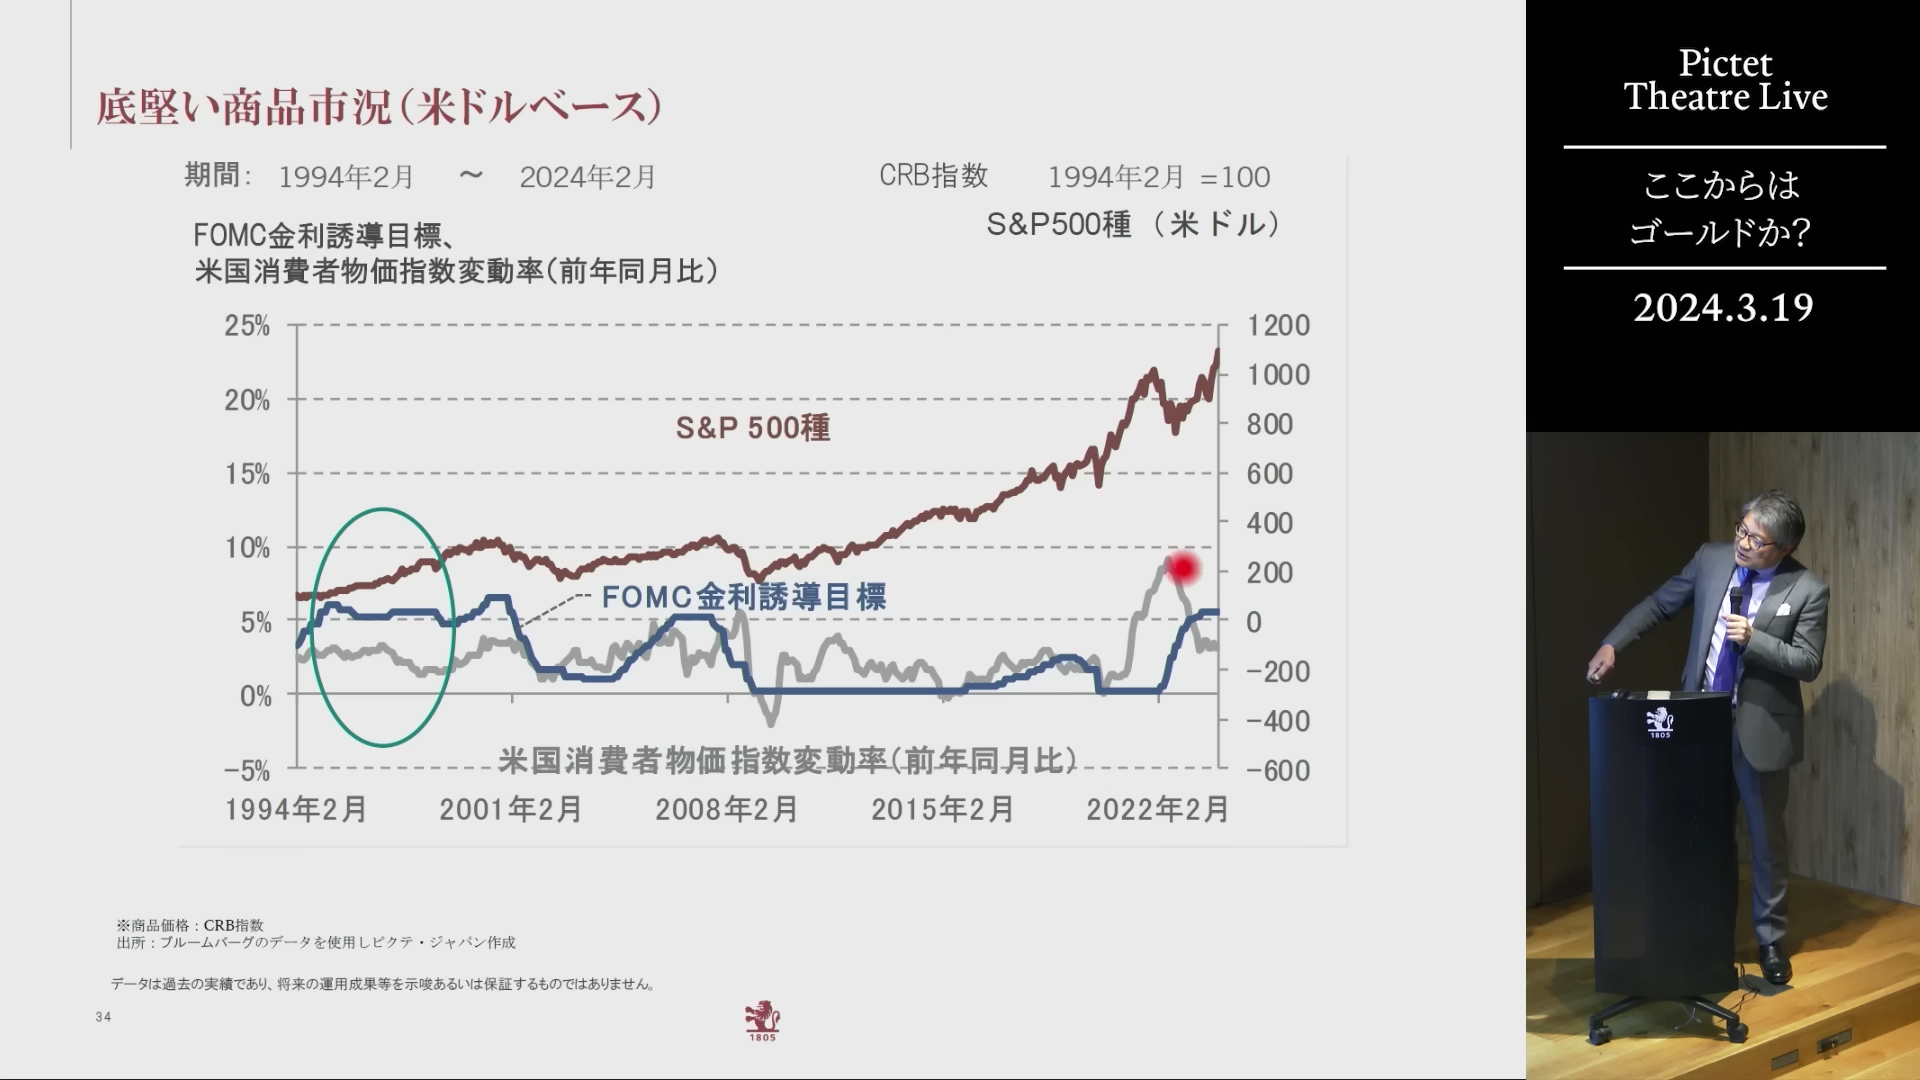 底堅い商品市況（米ドルベース）
期間： 1994年2月 ～ 2024年2月
CRB指数 1994年2月 =100
S&P500種（米ドル）
FOMC金利誘導目標、
米国消費者物価指数変動率（前年同月比）
25%
20%
15%
10%
5%
0%
-5%
1200
1000
800
600
400
200
0
-200
-400
-600
S&P 500種
FOMC金利誘導目標
米国消費者物価指数変動率（前年同月比）
1994年2月 2001年2月 2008年2月 2015年2月 2022年2月
※商品価格：CRB指数
出所：ブルームバーグのデータを使用しピクテ・ジャパン作成
データは過去の実績であり、将来の運用成果等を示唆あるいは保証するものではありません。
34
1805
Pictet
Theatre Live
ここからは
ゴールドか?
2024.3.19
1805